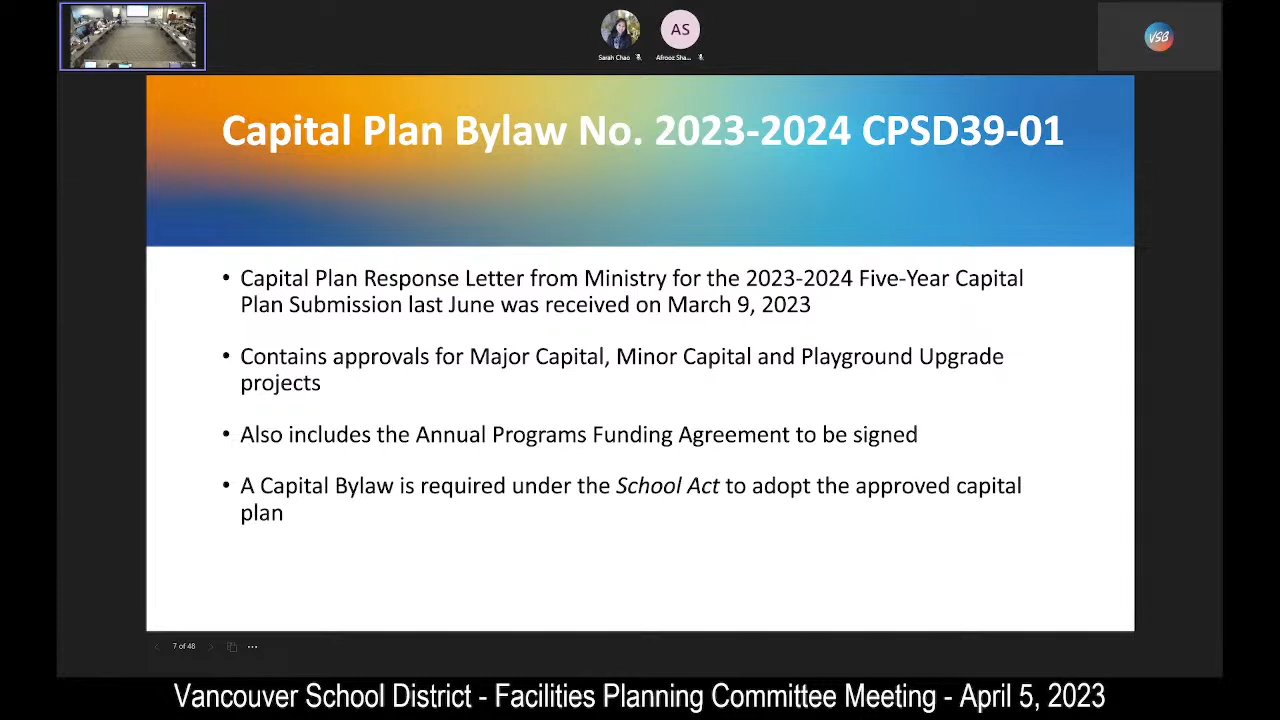 Sarah Chao
AS
Afrooz Sha...
VSB
Capital Plan Bylaw No. 2023-2024 CPSD39-01
• Capital Plan Response Letter from Ministry for the 2023-2024 Five-Year Capital
Plan Submission last June was received on March 9, 2023
• Contains approvals for Major Capital, Minor Capital and Playground Upgrade
projects
• Also includes the Annual Programs Funding Agreement to be signed
• A Capital Bylaw is required under the School Act to adopt the approved capital
plan
7 of 48
Vancouver School District - Facilities Planning Committee Meeting - April 5, 2023